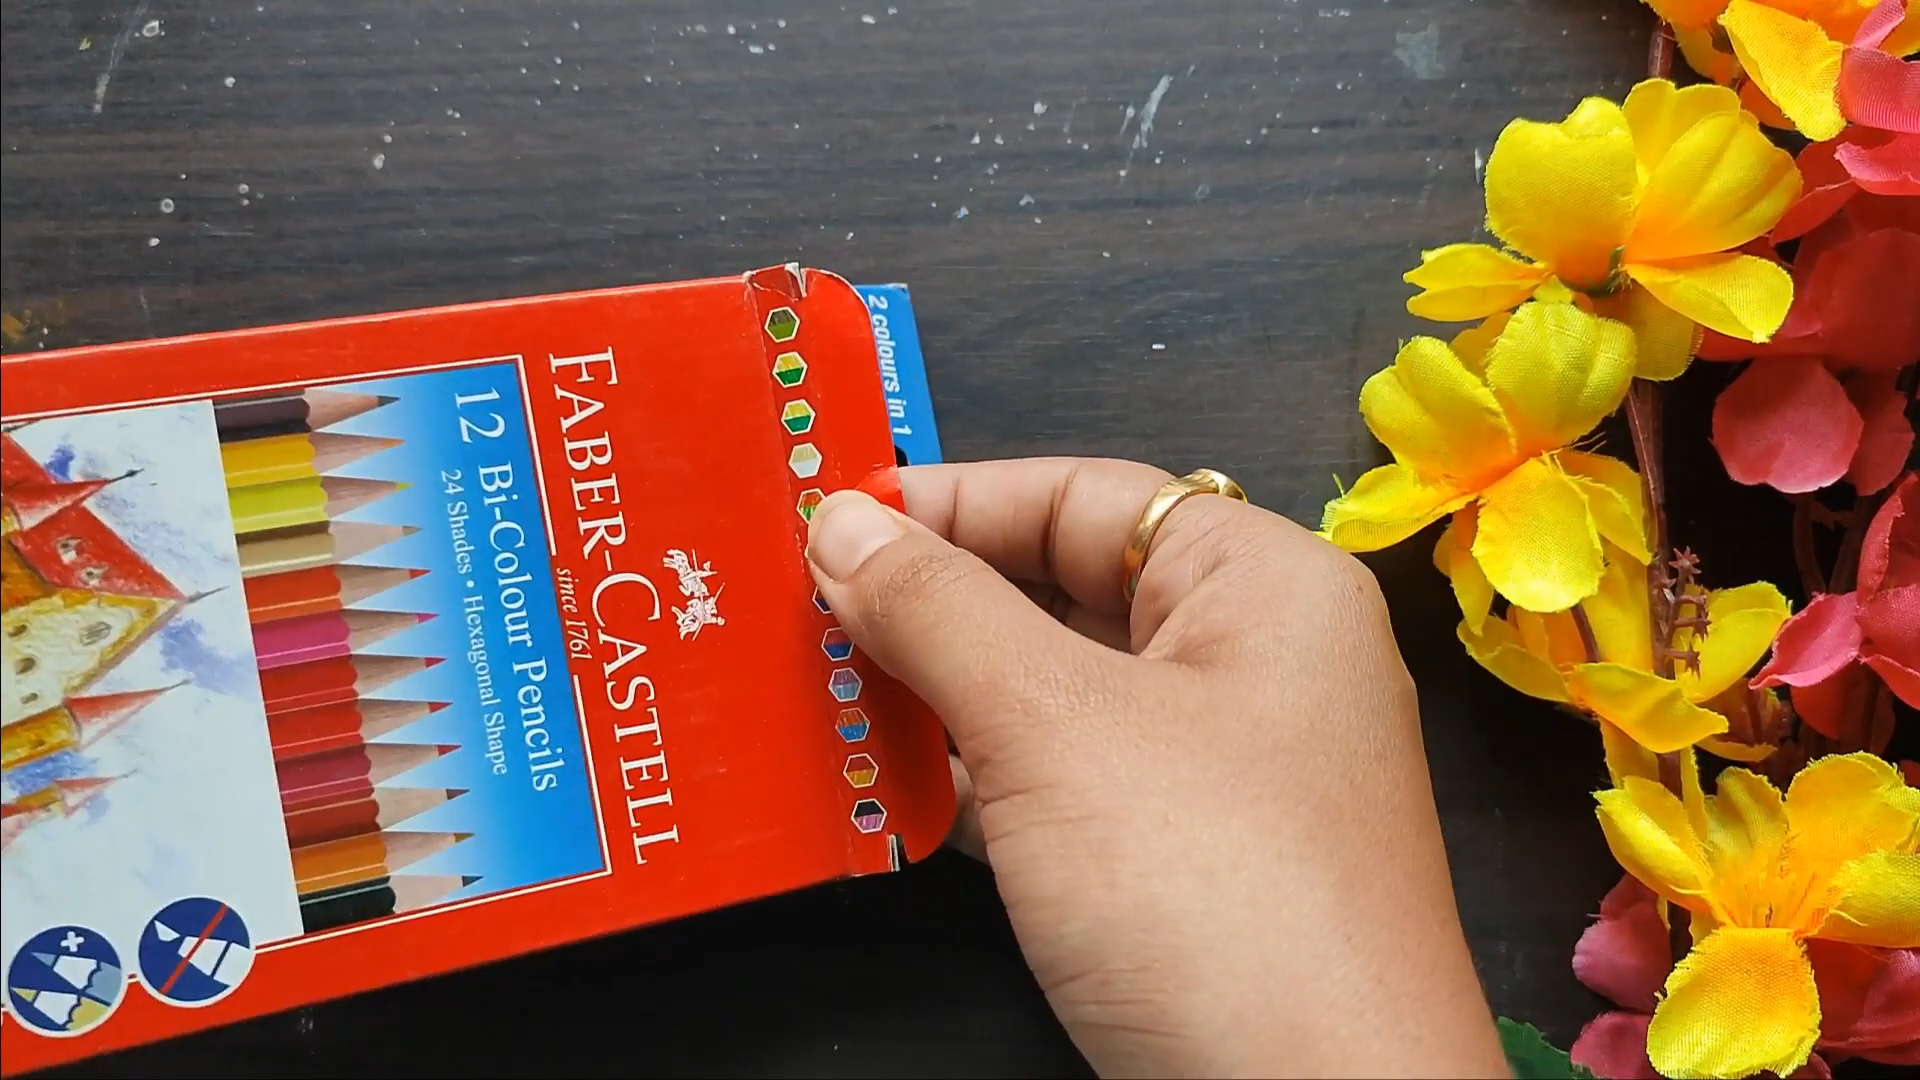 2 colours in 1
FABER-CASTELL
since 1761
12 Bi-Colour Pencils
24 Shades • Hexagonal Shape